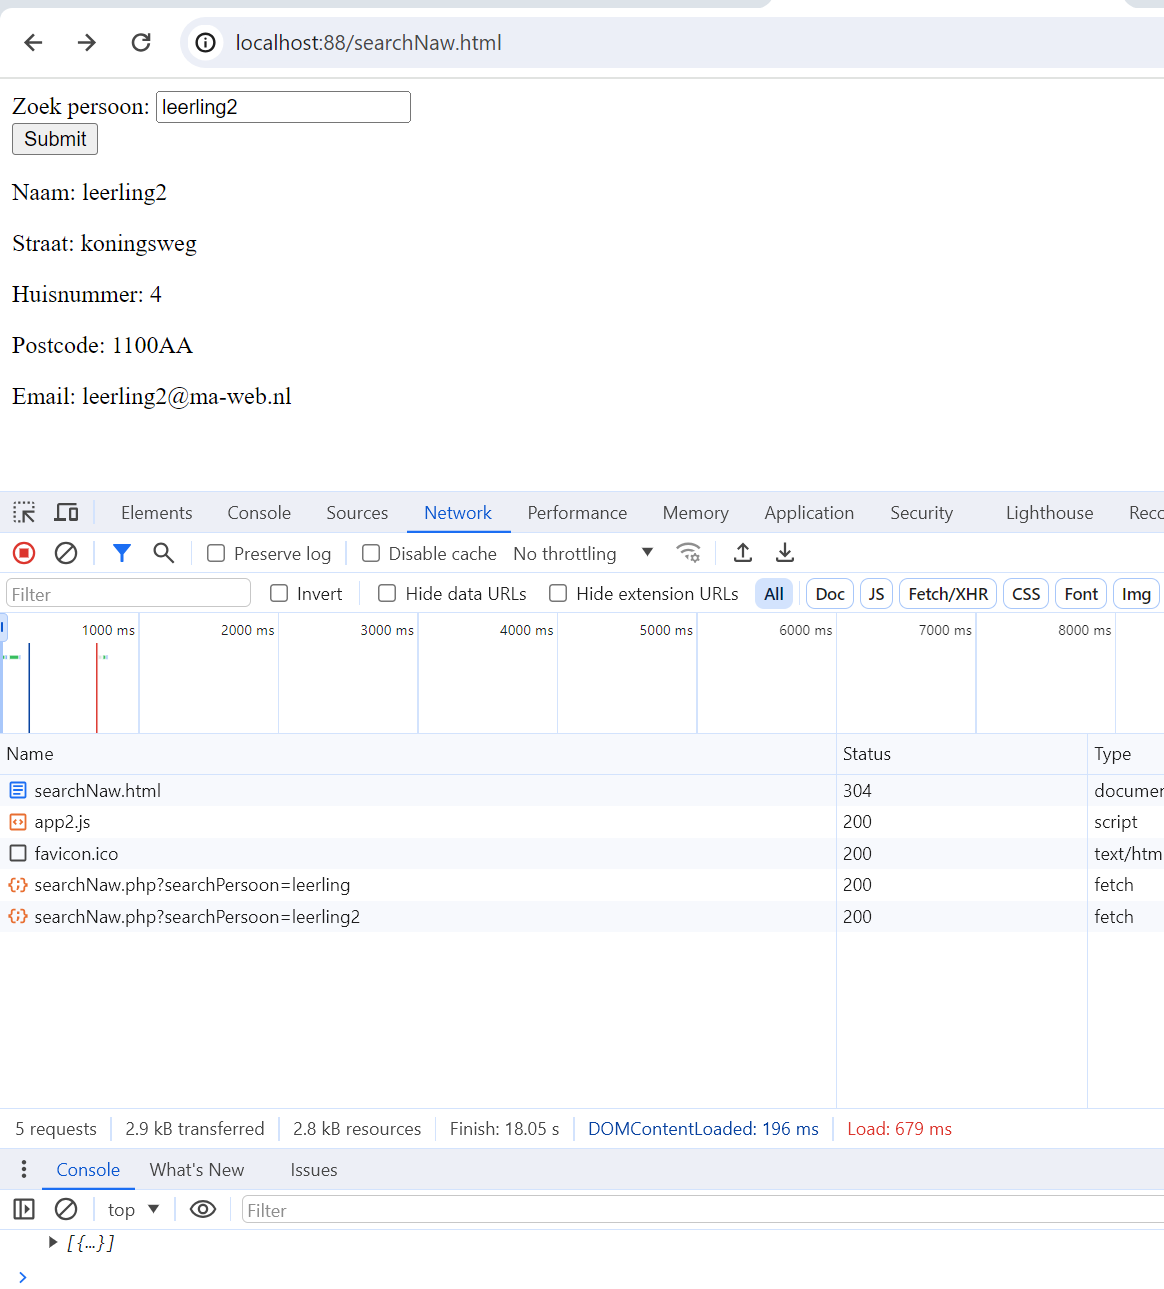 localhost:88/searchNaw.html
Zoek persoon: leerling2
Submit
Naam: leerling2
Straat: koningsweg
Huisnummer: 4
Postcode: 1100AA
Email: leerling2@ma-web.nl
Elements Console Sources Network Performance Memory Application Security Lighthouse Reco
Preserve log Disable cache No throttling
Filter Invert Hide data URLs Hide extension URLs All Doc JS Fetch/XHR CSS Font Img
1000 ms 2000 ms 3000 ms 4000 ms 5000 ms 6000 ms 7000 ms 8000 ms
Name Status Type
searchNaw.html 304 documen
app2.js 200 script
favicon.ico 200 text/htm
searchNaw.php?searchPersoon=leerling 200 fetch
searchNaw.php?searchPersoon=leerling2 200 fetch
5 requests 2.9 kB transferred 2.8 kB resources Finish: 18.05 s DOMContentLoaded: 196 ms Load: 679 ms
Console What's New Issues
top Filter
[{…}]